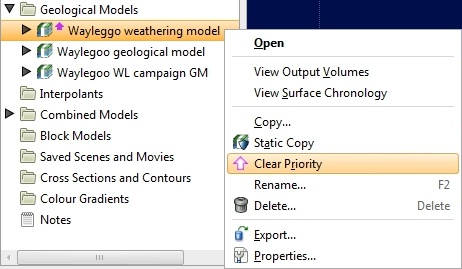 Geological Models
Wayleggo weathering model
Wayleggo geological model
Waylegoo WL campaign GM
Interpolants
Combined Models
Block Models
Saved Scenes and Movies
Cross Sections and Contours
Colour Gradients
Notes
Open
View Output Volumes
View Surface Chronology
Copy...
Static Copy
Clear Priority
Rename... F2
Delete... Delete
Export...
Properties...